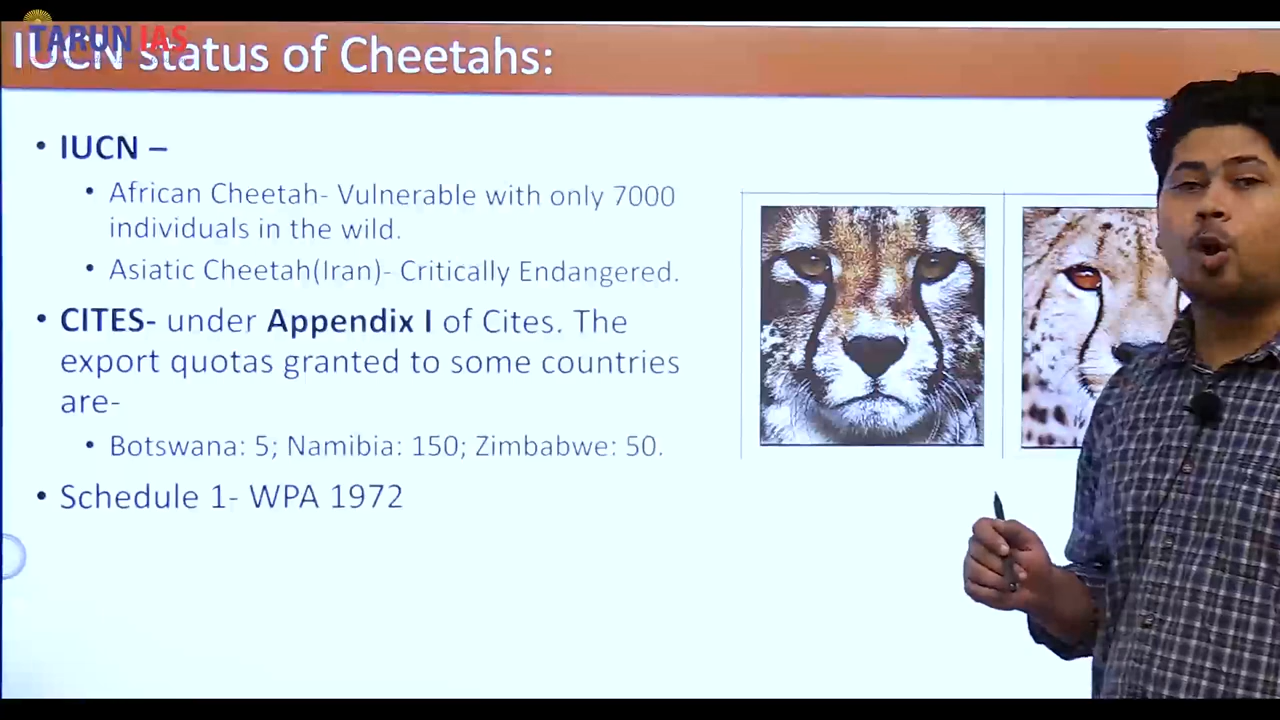 TARUN IAS
IUCN status of Cheetahs:
• IUCN –
• African Cheetah- Vulnerable with only 7000
individuals in the wild.
• Asiatic Cheetah(Iran)- Critically Endangered.
• CITES- under Appendix I of Cites. The
export quotas granted to some countries
are-
• Botswana: 5; Namibia: 150; Zimbabwe: 50.
• Schedule 1- WPA 1972